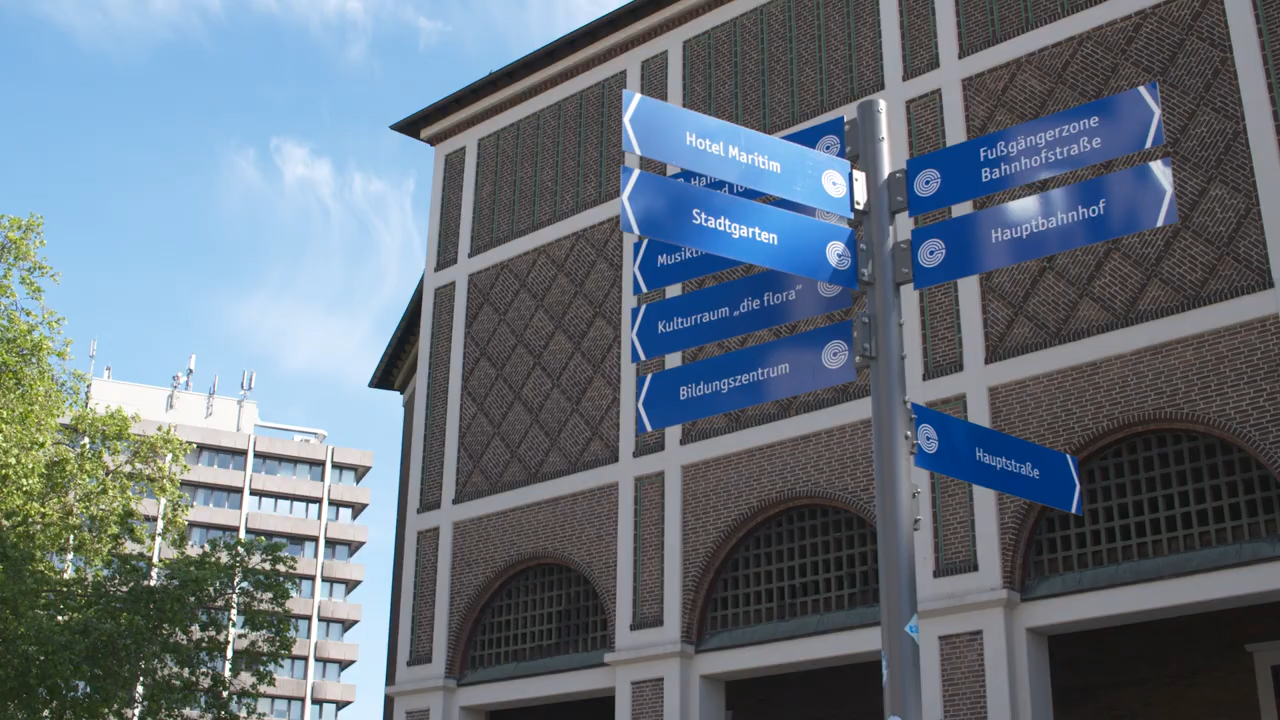 Hotel Maritim
Stadtgarten
Kulturraum „die flora“
Bildungszentrum
Fußgängerzone
Bahnhofstraße
Hauptbahnhof
Hauptstraße